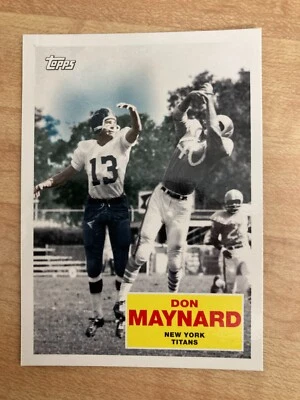 Topps
13
DON
MAYNARD
NEW YORK
TITANS